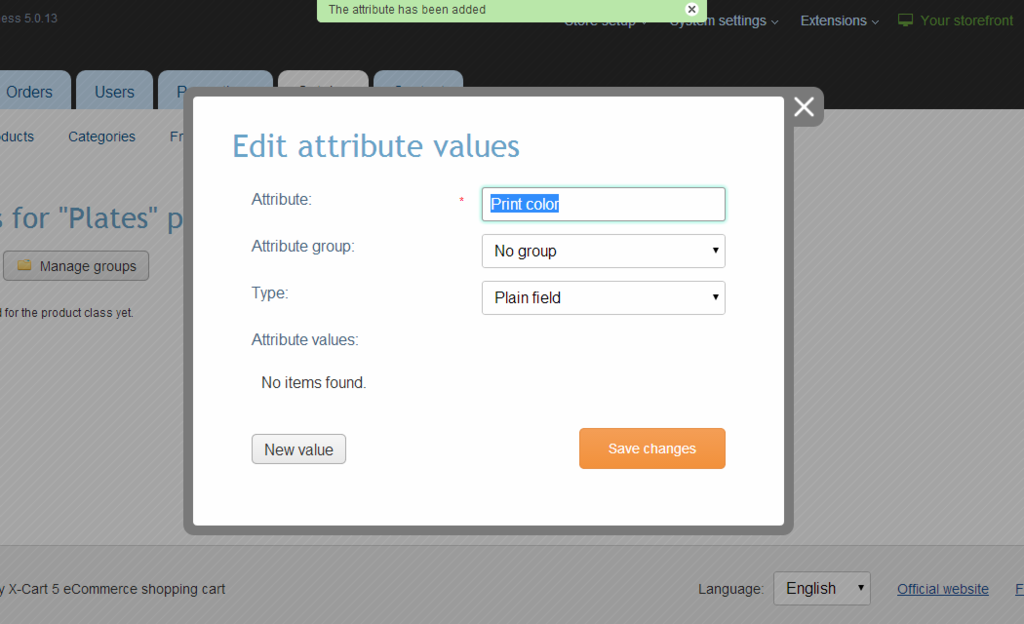 ess 5.0.13
The attribute has been added
Store setup
System settings
Extensions
Your storefront
Orders
Users
ducts
Categories
Fr
Edit attribute values
Attribute:
*
Print color
Attribute group:
No group
s for "Plates" p
Manage groups
Type:
Plain field
d for the product class yet.
Attribute values:
No items found.
New value
Save changes
y X-Cart 5 eCommerce shopping cart
Language:
English
Official website
F